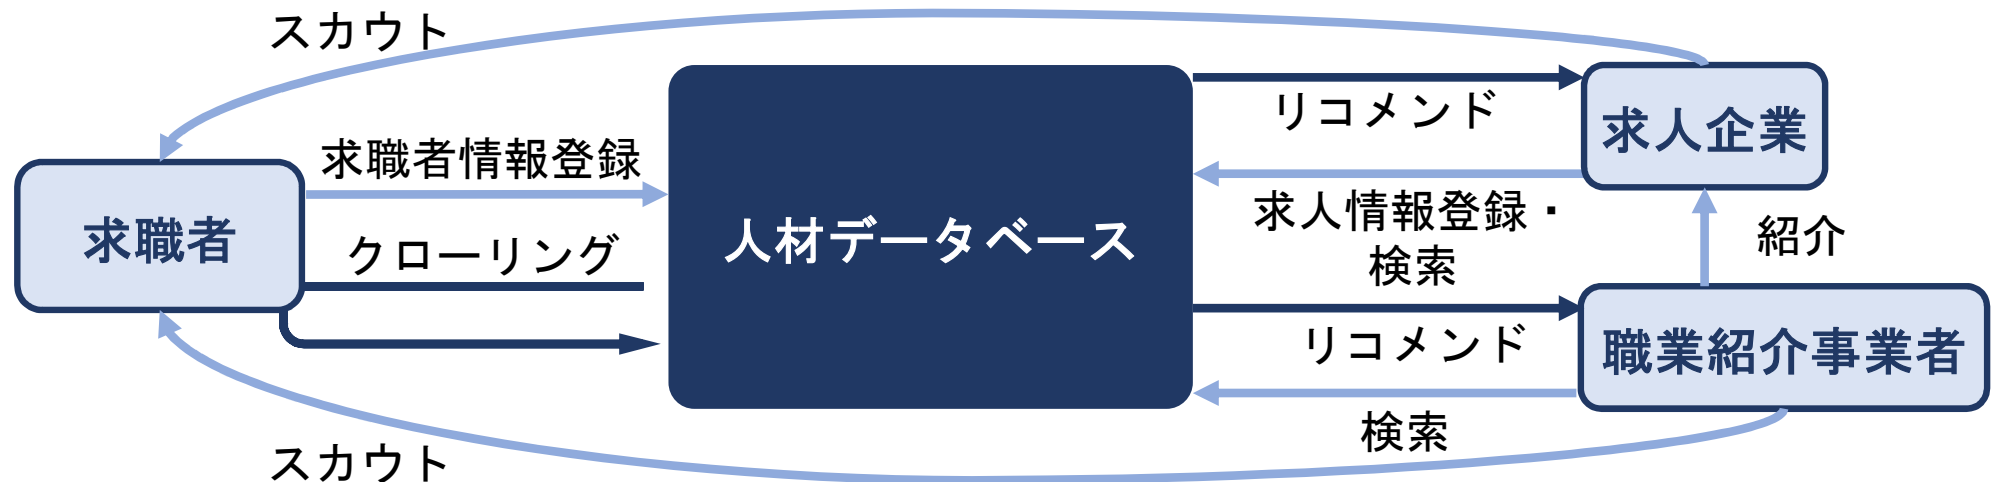 スカウト
リコメンド
求人企業
求職者情報登録
求人情報登録・
検索
紹介
求職者
クローリング
人材データベース
リコメンド
職業紹介事業者
検索
スカウト